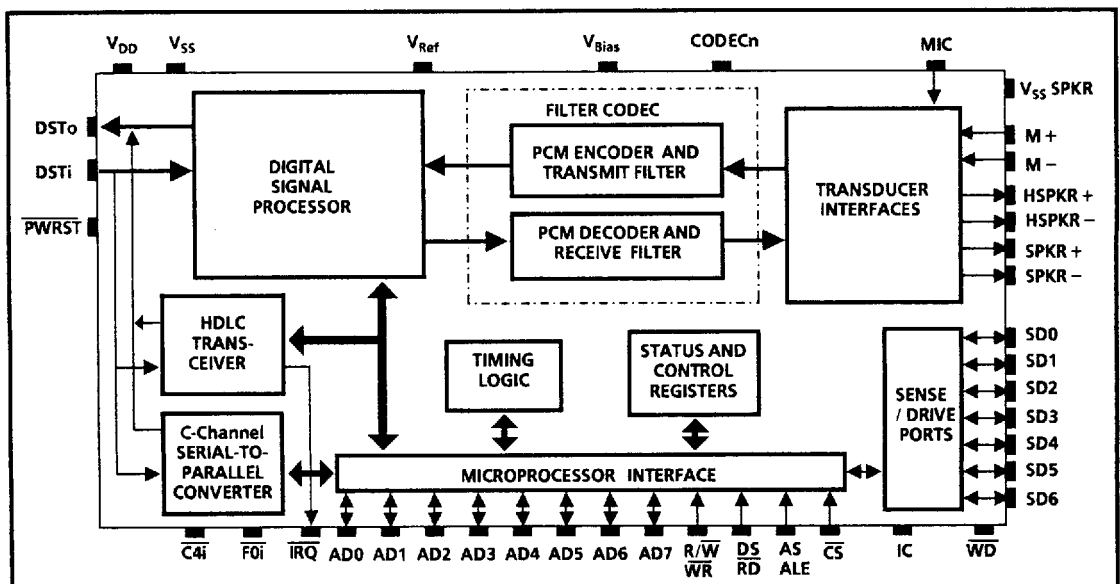 VDD VSS VRef VBias CODECn MIC
VSS SPKR
DSTo
DSTi
PWRST
DIGITAL
SIGNAL
PROCESSOR
FILTER CODEC
PCM ENCODER AND
TRANSMIT FILTER
PCM DECODER AND
RECEIVE FILTER
TRANSDUCER
INTERFACES
M +
M −
HSPKR +
HSPKR −
SPKR +
SPKR −
HDLC
TRANS-
CEIVER
TIMING
LOGIC
STATUS AND
CONTROL
REGISTERS
SENSE
/ DRIVE
PORTS
SD0
SD1
SD2
SD3
SD4
SD5
SD6
C-Channel
SERIAL-TO-
PARALLEL
CONVERTER
MICROPROCESSOR INTERFACE
C4i F0i IRQ AD0 AD1 AD2 AD3 AD4 AD5 AD6 AD7 R/W DS AS CS IC WD
WR RD ALE